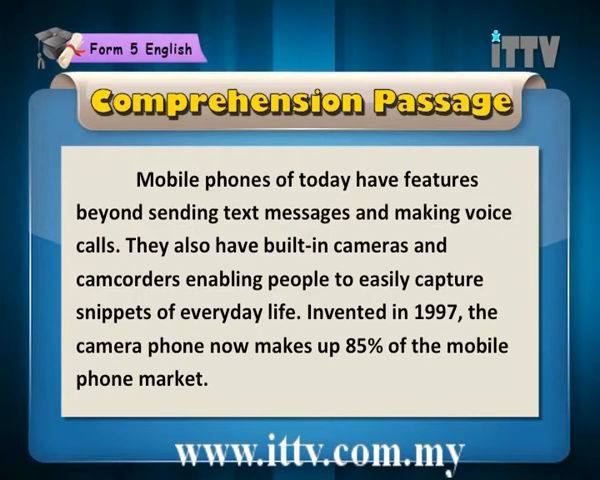 Form 5 English
iTTV
Comprehension Passage
Mobile phones of today have features
beyond sending text messages and making voice
calls. They also have built-in cameras and
camcorders enabling people to easily capture
snippets of everyday life. Invented in 1997, the
camera phone now makes up 85% of the mobile
phone market.
www.ittv.com.my